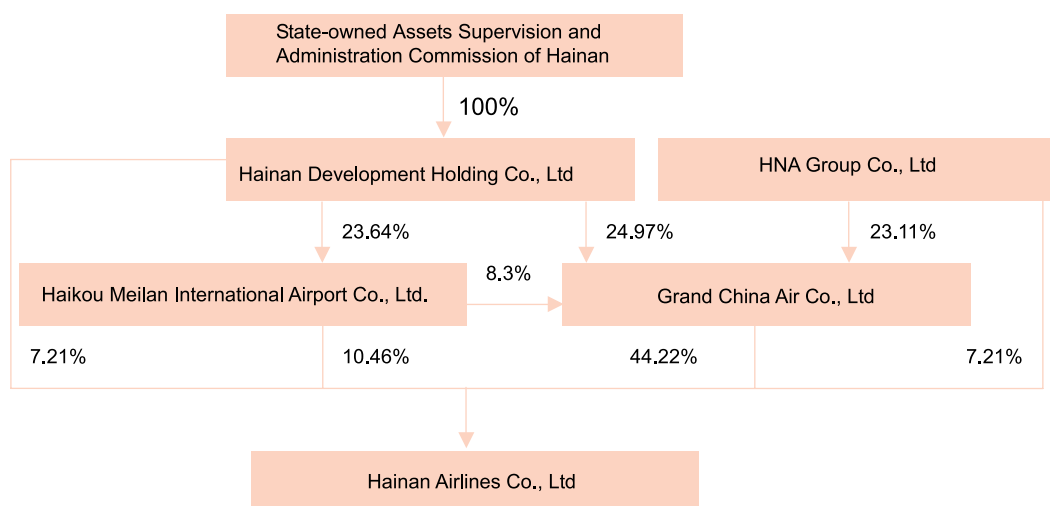 State-owned Assets Supervision and
Administration Commission of Hainan
100%
Hainan Development Holding Co., Ltd
HNA Group Co., Ltd
23.64%
24.97%
23.11%
Haikou Meilan International Airport Co., Ltd.
8.3%
Grand China Air Co., Ltd
7.21%
10.46%
44.22%
7.21%
Hainan Airlines Co., Ltd